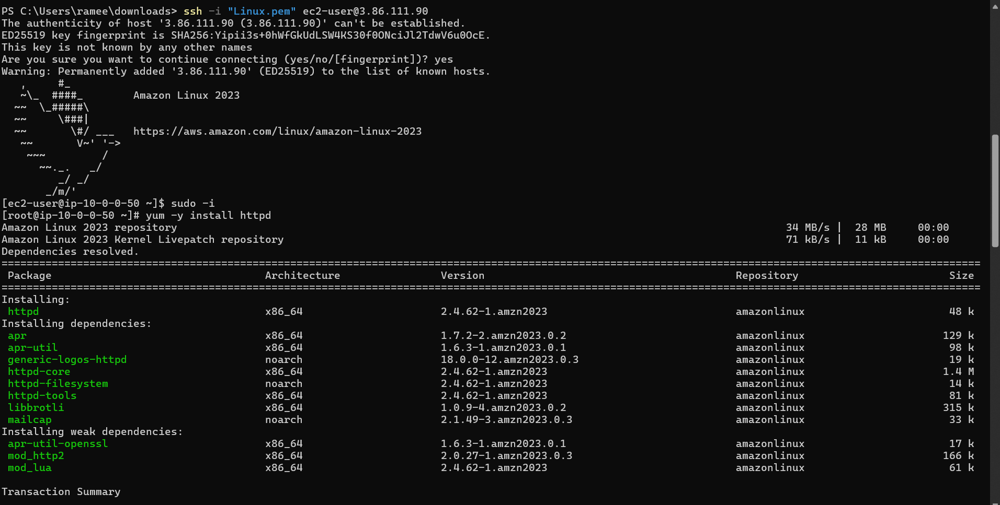 PS C:\Users\ramee\downloads> ssh -i "Linux.pem" ec2-user@3.86.111.90
The authenticity of host '3.86.111.90 (3.86.111.90)' can't be established.
ED25519 key fingerprint is SHA256:Yipii3s+0hWfGkUdLSW4KS30f0ONciJl2TdwV6u0OcE.
This key is not known by any other names
Are you sure you want to continue connecting (yes/no/[fingerprint])? yes
Warning: Permanently added '3.86.111.90' (ED25519) to the list of known hosts.
   ,     #_
   ~\_  ####_        Amazon Linux 2023
  ~~  \_#####\
  ~~     \###|
  ~~       \#/ ___   https://aws.amazon.com/linux/amazon-linux-2023
   ~~       V~' '->
    ~~~         /
      ~~._.   _/
         _/ _/
       _/m/'
[ec2-user@ip-10-0-0-50 ~]$ sudo -i
[root@ip-10-0-0-50 ~]# yum -y install httpd
Amazon Linux 2023 repository 34 MB/s | 28 MB 00:00
Amazon Linux 2023 Kernel Livepatch repository 71 kB/s | 11 kB 00:00
Dependencies resolved.
================================================================================
Package Architecture Version Repository Size
================================================================================
Installing:
httpd x86_64 2.4.62-1.amzn2023 amazonlinux 48 k
Installing dependencies:
apr x86_64 1.7.2-2.amzn2023.0.2 amazonlinux 129 k
apr-util x86_64 1.6.3-1.amzn2023.0.1 amazonlinux 98 k
generic-logos-httpd noarch 18.0.0-12.amzn2023.0.3 amazonlinux 19 k
httpd-core x86_64 2.4.62-1.amzn2023 amazonlinux 1.4 M
httpd-filesystem noarch 2.4.62-1.amzn2023 amazonlinux 14 k
httpd-tools x86_64 2.4.62-1.amzn2023 amazonlinux 81 k
libbrotli x86_64 1.0.9-4.amzn2023.0.2 amazonlinux 315 k
mailcap noarch 2.1.49-3.amzn2023.0.3 amazonlinux 33 k
Installing weak dependencies:
apr-util-openssl x86_64 1.6.3-1.amzn2023.0.1 amazonlinux 17 k
mod_http2 x86_64 2.0.27-1.amzn2023.0.3 amazonlinux 166 k
mod_lua x86_64 2.4.62-1.amzn2023 amazonlinux 61 k
Transaction Summary